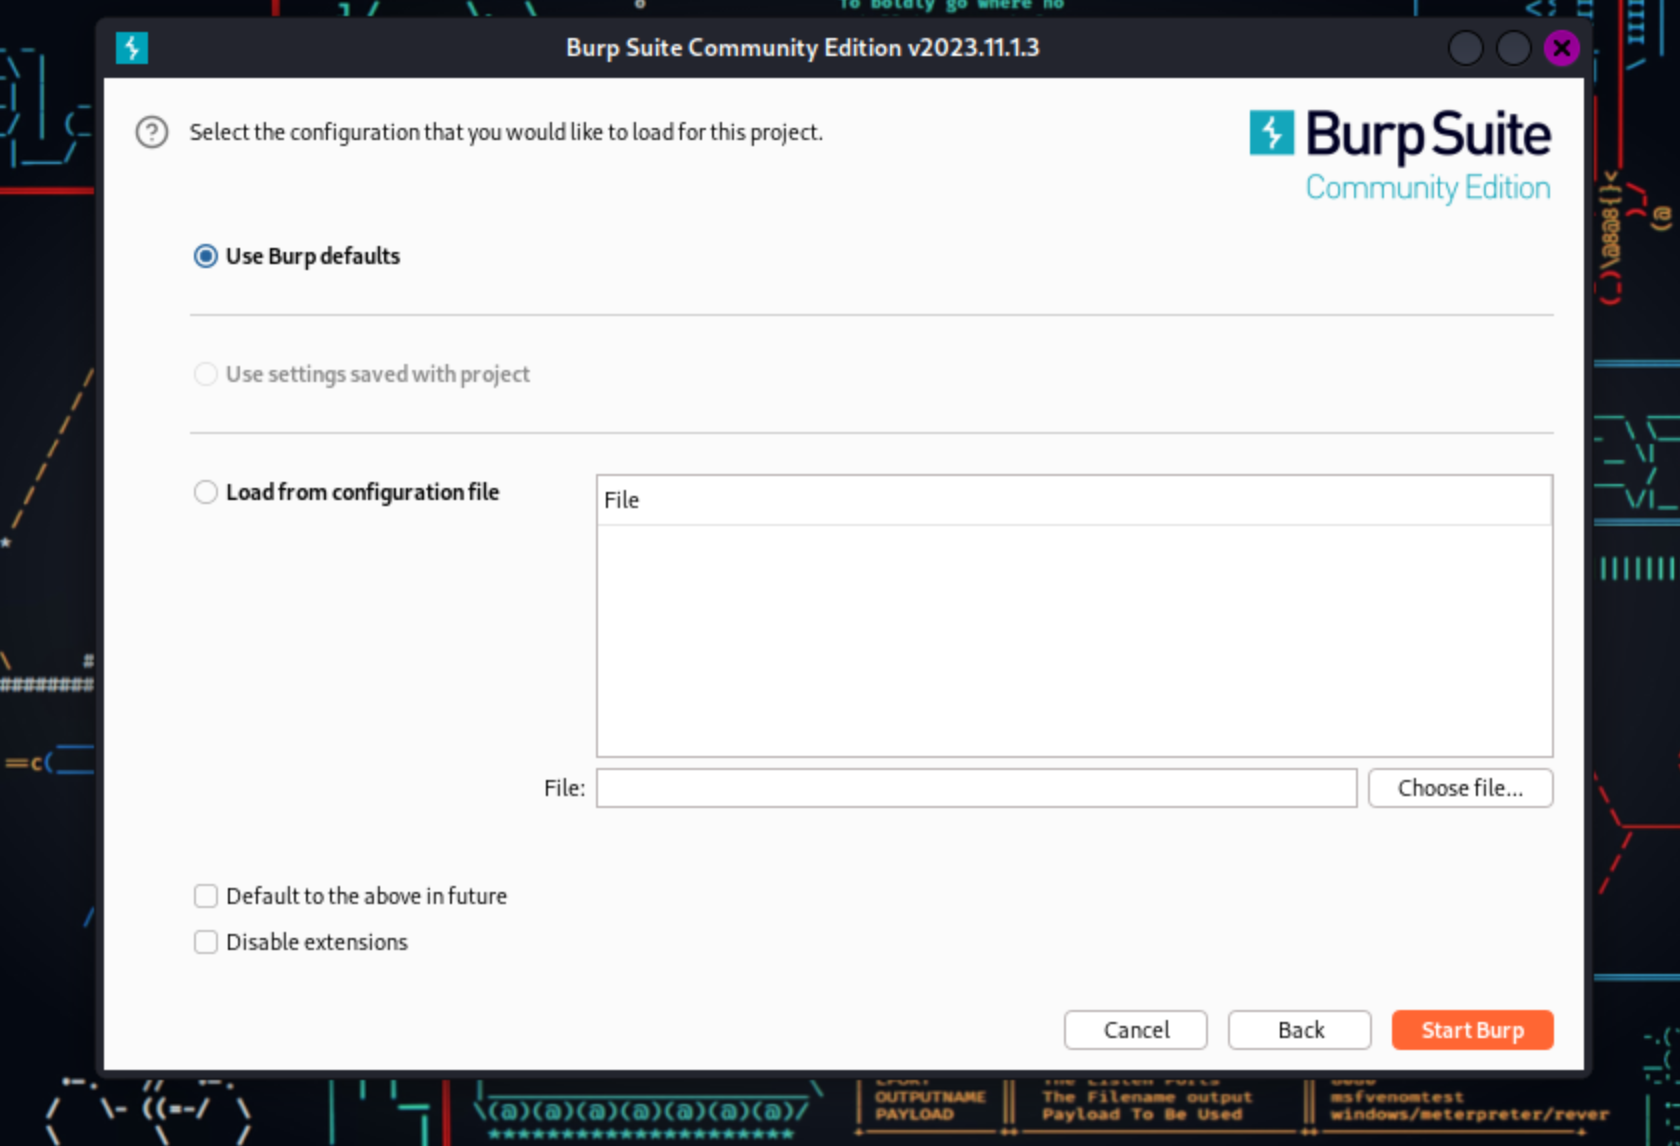 To boldly go where no
Burp Suite Community Edition v2023.11.1.3
Select the configuration that you would like to load for this project.
Burp Suite
Community Edition
Use Burp defaults
Use settings saved with project
Load from configuration file
File
File:
Choose file...
Default to the above in future
Disable extensions
Cancel
Back
Start Burp
OUTPUTNAME || The Filename output || msfvenomtest
PAYLOAD || Payload To Be Used || windows/meterpreter/rever